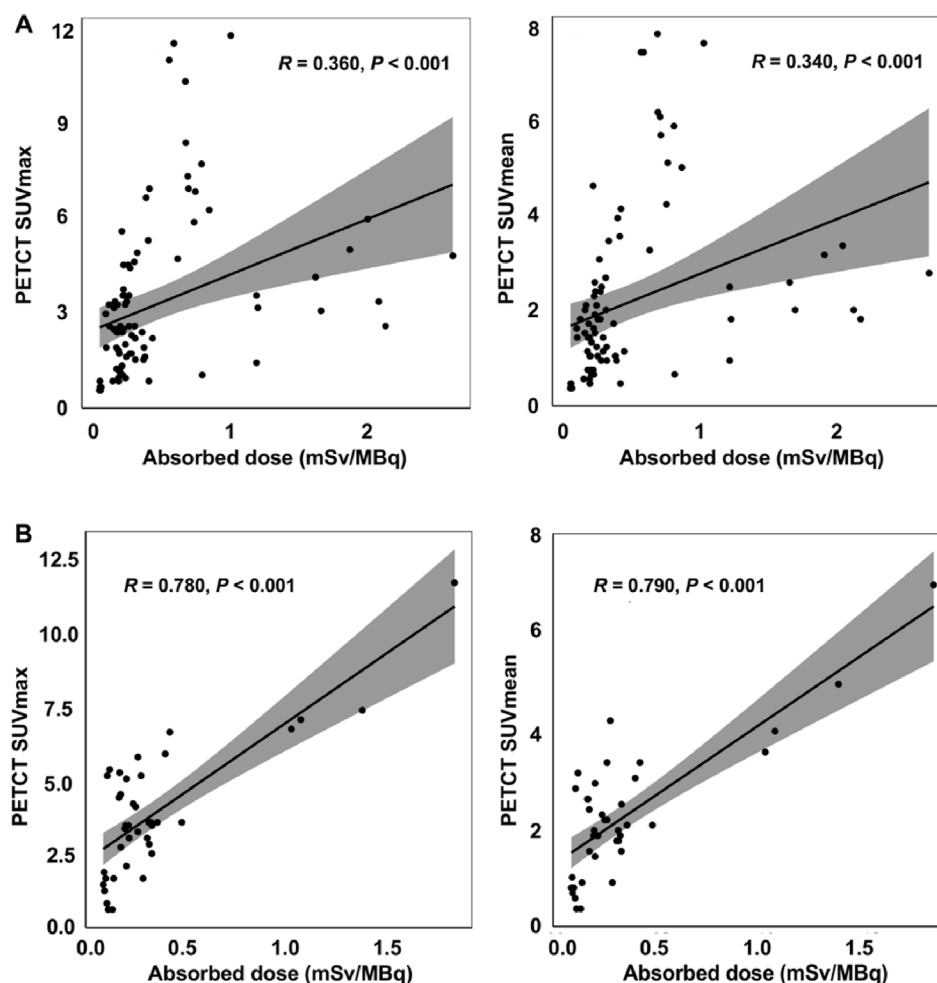 A
12
9
6
3
0
PETCT SUVmax
R = 0.360, P < 0.001
0 1 2
Absorbed dose (mSv/MBq)
8
6
4
2
0
PETCT SUVmean
R = 0.340, P < 0.001
0 1 2
Absorbed dose (mSv/MBq)
B
12.5
10.0
7.5
5.0
2.5
0.0
PETCT SUVmax
R = 0.780, P < 0.001
0.0 0.5 1.0 1.5
Absorbed dose (mSv/MBq)
8
6
4
2
0
PETCT SUVmean
R = 0.790, P < 0.001
0.0 0.5 1.0 1.5
Absorbed dose (mSv/MBq)